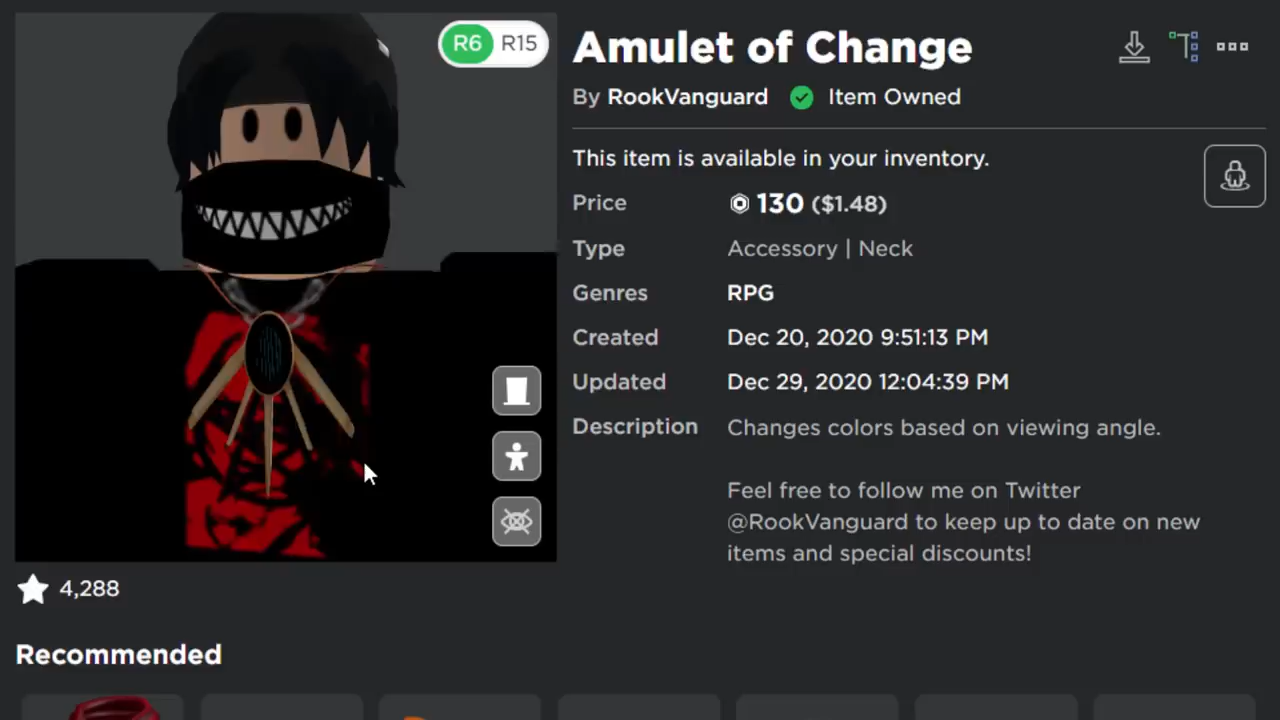 R6 R15
Amulet of Change
By RookVanguard Item Owned
This item is available in your inventory.
Price 130 ($1.48)
Type Accessory | Neck
Genres RPG
Created Dec 20, 2020 9:51:13 PM
Updated Dec 29, 2020 12:04:39 PM
Description Changes colors based on viewing angle.
Feel free to follow me on Twitter
@RookVanguard to keep up to date on new
items and special discounts!
4,288
Recommended